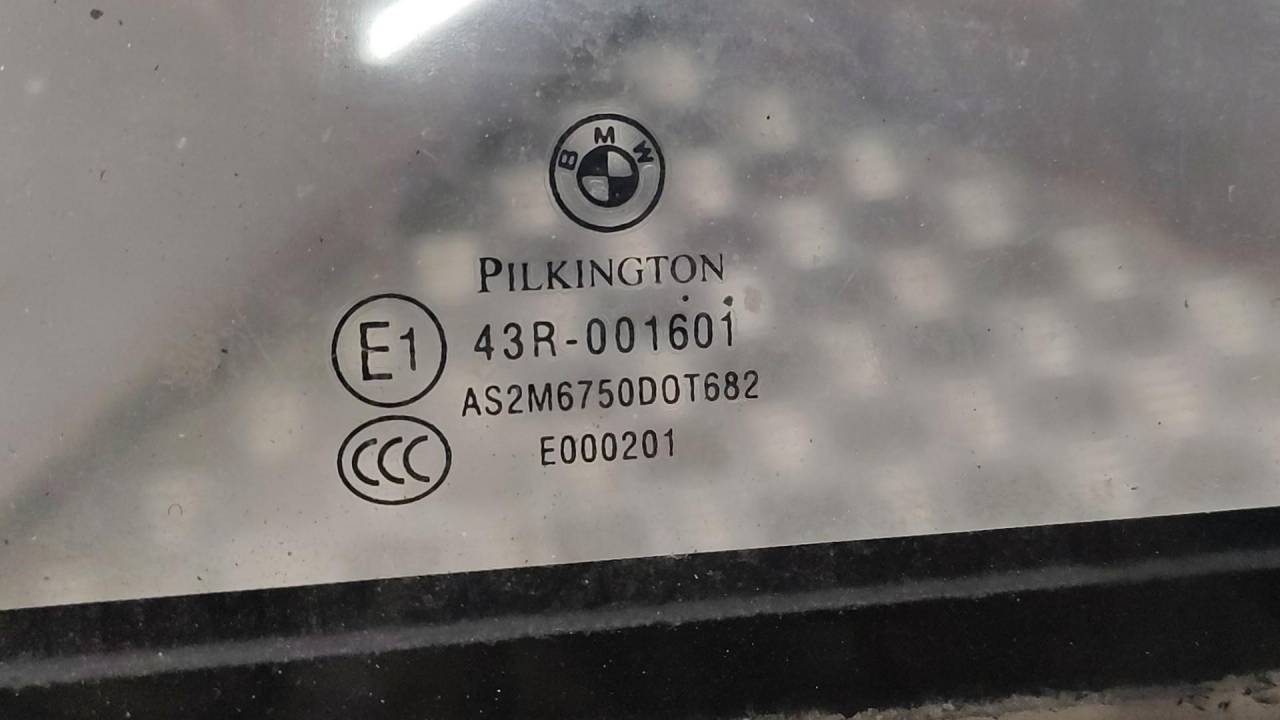 BMW
PILKINGTON
E1 43R-001601
AS2M6750DOT682
CCC E000201